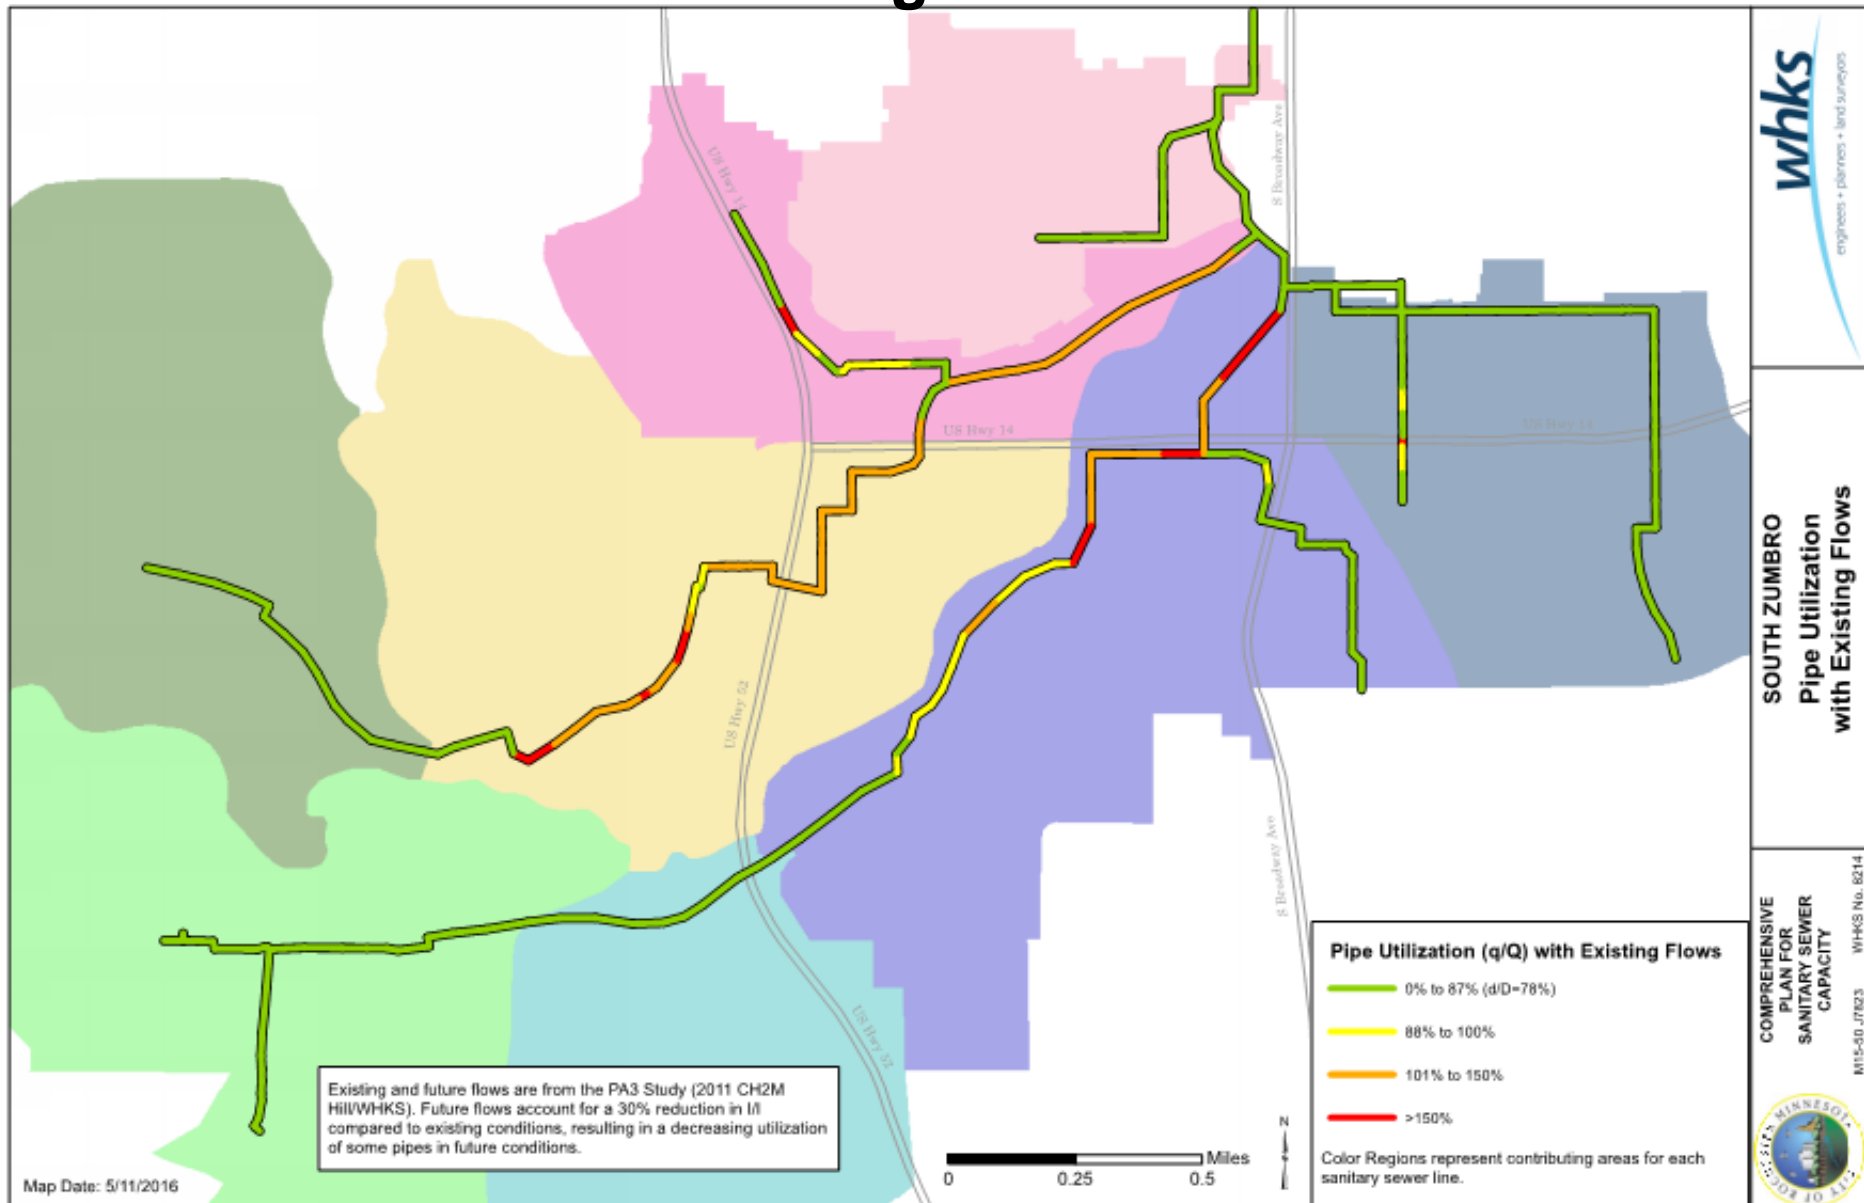 g
whks
engineers + planners + land surveyors
SOUTH ZUMBRO
Pipe Utilization
with Existing Flows
COMPREHENSIVE
PLAN FOR
SANITARY SEWER
CAPACITY
M15-50 J7823 WHKS No. 8214
US Hwy 14
S Broadway Ave
US Hwy 14
US Hwy 14
US Hwy 52
S Broadway Ave
US Hwy 52
Pipe Utilization (q/Q) with Existing Flows
0% to 87% (d/D=78%)
88% to 100%
101% to 150%
>150%
Color Regions represent contributing areas for each
sanitary sewer line.
Existing and future flows are from the PA3 Study (2011 CH2M
Hill/WHKS). Future flows account for a 30% reduction in I/I
compared to existing conditions, resulting in a decreasing utilization
of some pipes in future conditions.
Miles
0 0.25 0.5
N
Map Date: 5/11/2016
MINNESOTA
CITY OF ROCHESTER